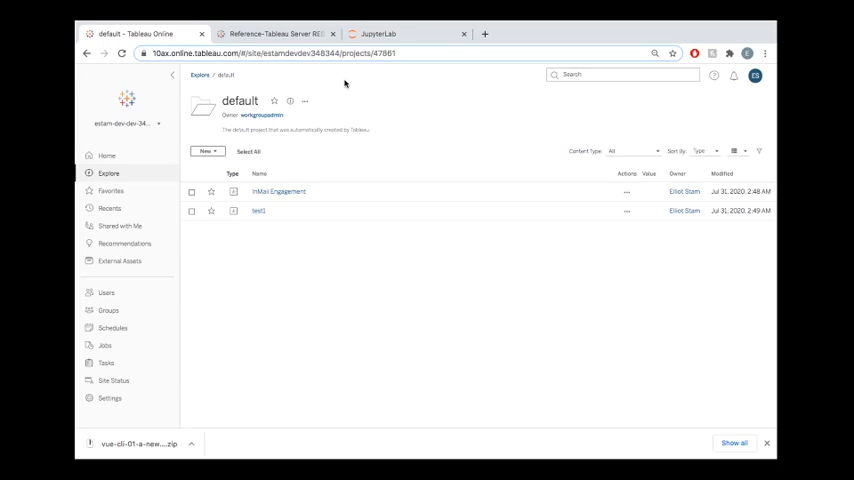 default - Tableau Online
Reference-Tableau Server RES
JupyterLab
10ax.online.tableau.com/#/site/estamdevdev348344/projects/47861
E
Explore / default
Search
ES
estam-dev-dev-34...
default
Owner workgroupadmin
The default project that was automatically created by Tableau.
New
Select All
Content Type: All
Sort By: Type
Home
Explore
Favorites
Recents
Shared with Me
Recommendations
External Assets
Users
Groups
Schedules
Jobs
Tasks
Site Status
Settings
Type Name Actions Value Owner Modified
InMail Engagement ... Elliot Stam Jul 31, 2020, 2:48 AM
test1 ... Elliot Stam Jul 31, 2020, 2:49 AM
vue-cli-01-a-new....zip
Show all